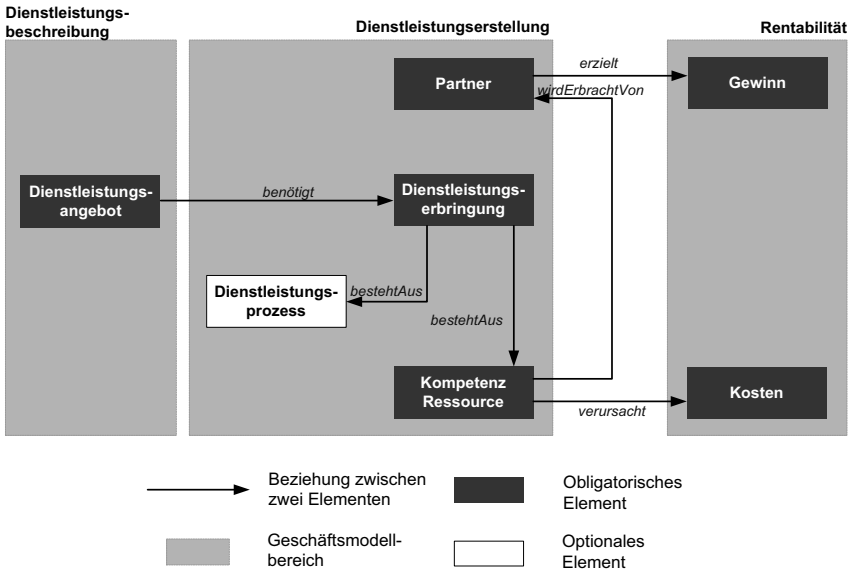 Dienstleistungs-
beschreibung
Dienstleistungserstellung
Rentabilität
Partner
erzielt
Gewinn
wirdErbrachtVon
Dienstleistungs-
angebot
benötigt
Dienstleistungs-
erbringung
Dienstleistungs-
prozess
bestehtAus
bestehtAus
Kompetenz
Ressource
verursacht
Kosten
Beziehung zwischen
zwei Elementen
Obligatorisches
Element
Geschäftsmodell-
bereich
Optionales
Element